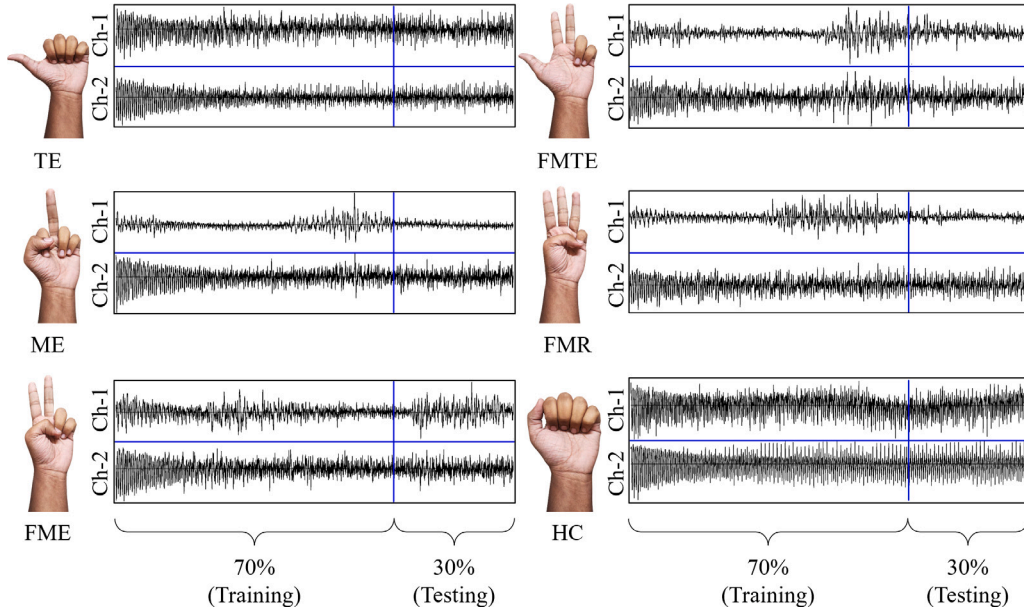 Ch-1
Ch-2
TE
Ch-1
Ch-2
FMTE
Ch-1
Ch-2
ME
Ch-1
Ch-2
FMR
Ch-1
Ch-2
FME
Ch-1
Ch-2
HC
70%
(Training)
30%
(Testing)
70%
(Training)
30%
(Testing)